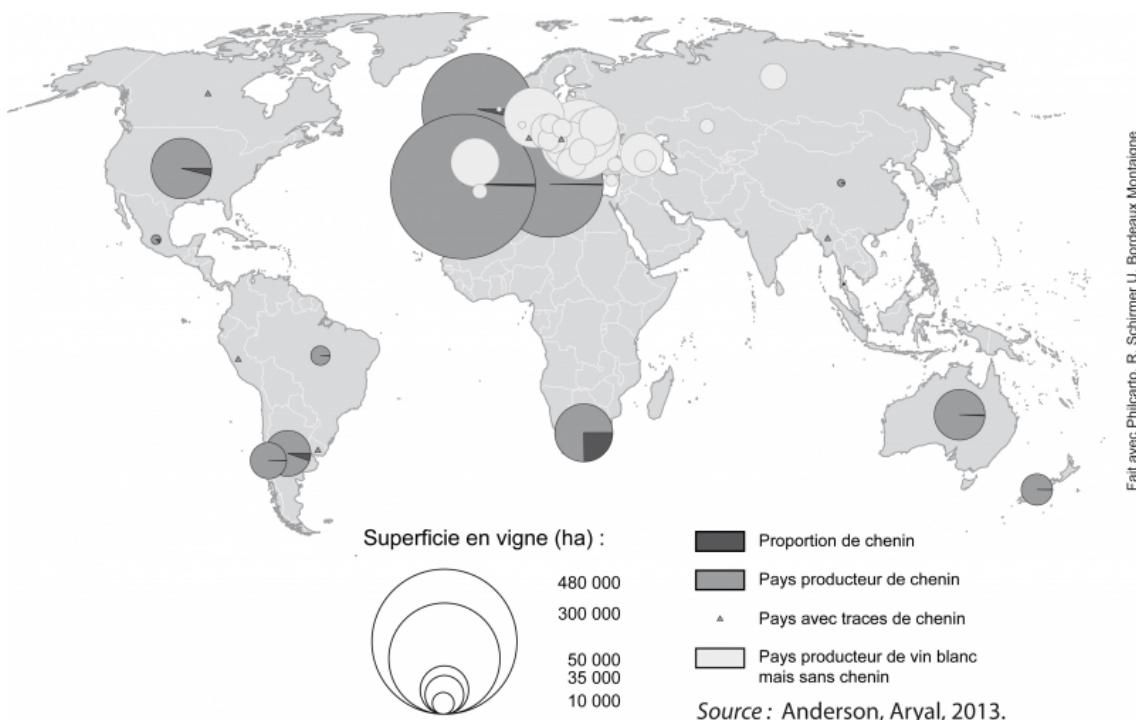 Superficie en vigne (ha) :
480 000
300 000
50 000
35 000
10 000
Proportion de chenin
Pays producteur de chenin
Pays avec traces de chenin
Pays producteur de vin blanc
mais sans chenin
Source : Anderson, Aryal, 2013.
Fait avec Philcarto, R. Schirmer U. Bordeaux Montaigne